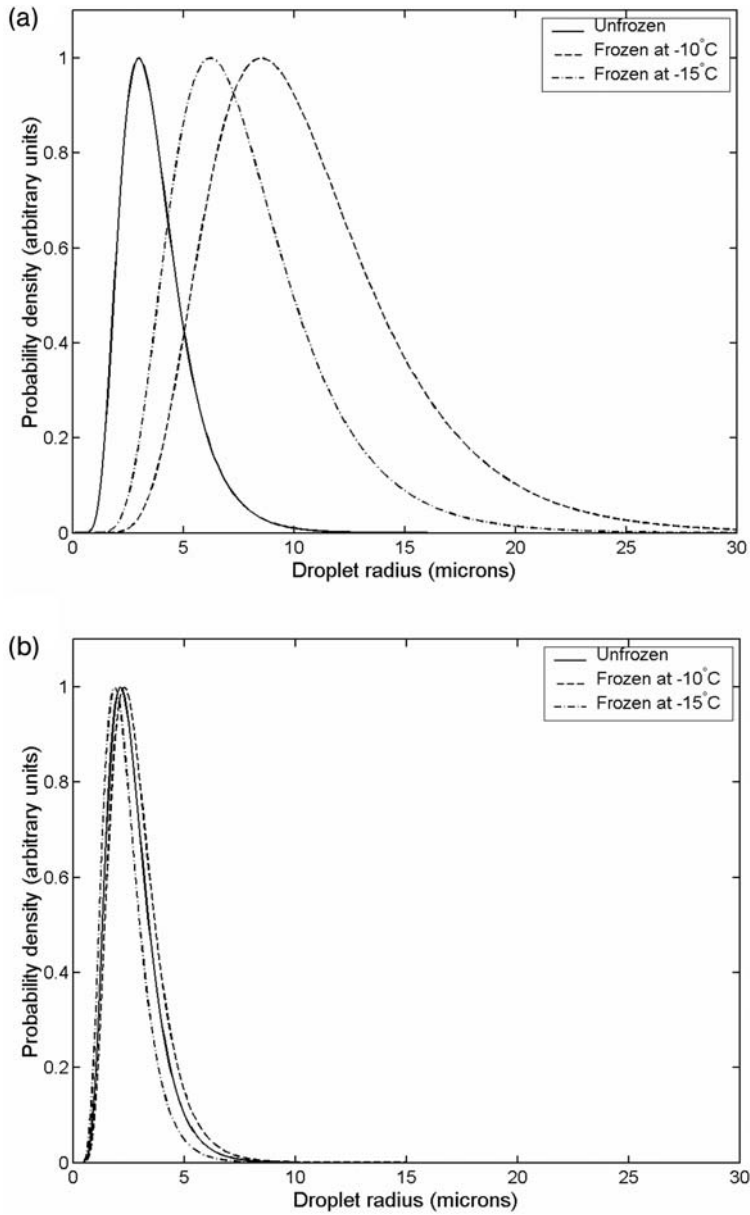 (a)
Unfrozen
Frozen at -10°C
Frozen at -15°C
1
0.8
0.6
0.4
0.2
0
Probability density (arbitrary units)
0 5 10 15 20 25 30
Droplet radius (microns)
(b)
Unfrozen
Frozen at -10°C
Frozen at -15°C
1
0.8
0.6
0.4
0.2
0
Probability density (arbitrary units)
0 5 10 15 20 25 30
Droplet radius (microns)